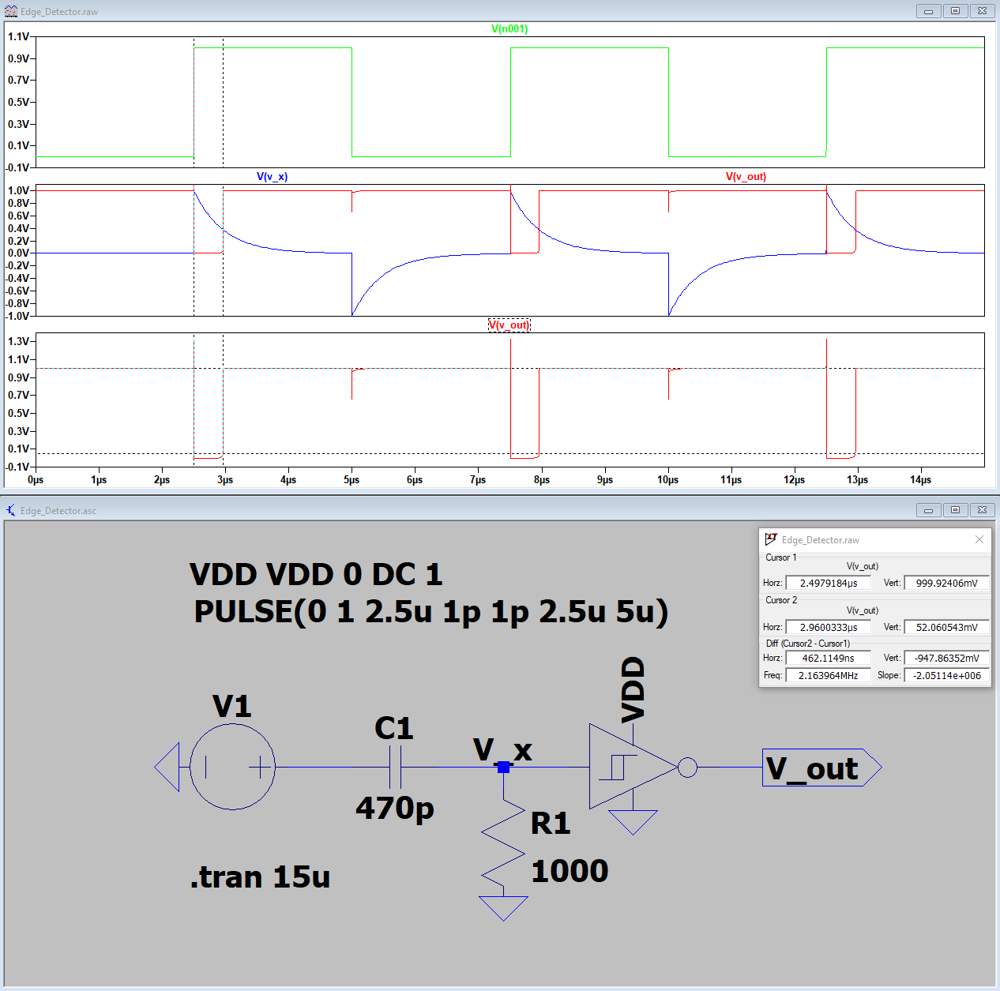 Edge_Detector.raw
V(n001)
1.1V
0.9V
0.7V
0.5V
0.3V
0.1V
-0.1V
V(v_x) V(v_out)
1.0V
0.8V
0.6V
0.4V
0.2V
0.0V
-0.2V
-0.4V
-0.6V
-0.8V
-1.0V
V(v_out)
1.3V
1.1V
0.9V
0.7V
0.5V
0.3V
0.1V
-0.1V
0µs 1µs 2µs 3µs 4µs 5µs 6µs 7µs 8µs 9µs 10µs 11µs 12µs 13µs 14µs
Edge_Detector.asc
VDD VDD 0 DC 1
PULSE(0 1 2.5u 1p 1p 2.5u 5u)
V1
C1
470p
V_x
R1
1000
VDD
V_out
.tran 15u
Edge_Detector.raw
Cursor 1
V(v_out)
Horz: 2.4979184µs Vert: 999.92406mV
Cursor 2
V(v_out)
Horz: 2.9600333µs Vert: 52.060543mV
Diff (Cursor2 - Cursor1)
Horz: 462.1149ns Vert: -947.86352mV
Freq: 2.163964MHz Slope: -2.05114e+006